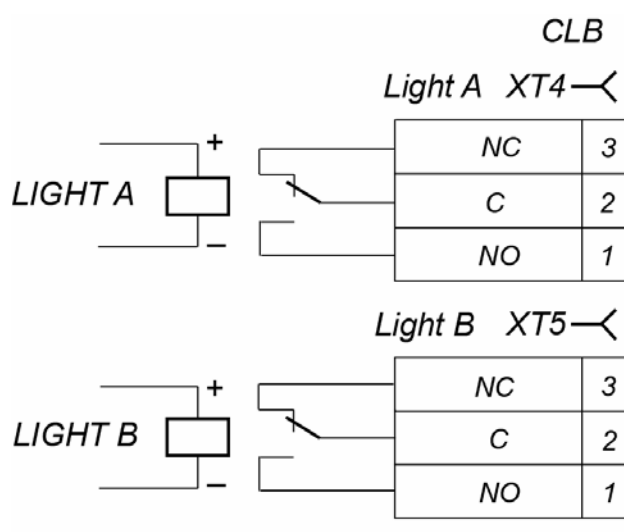 CLB
Light A XT4
NC 3
LIGHT A + −
C 2
NO 1
Light B XT5
NC 3
LIGHT B + −
C 2
NO 1